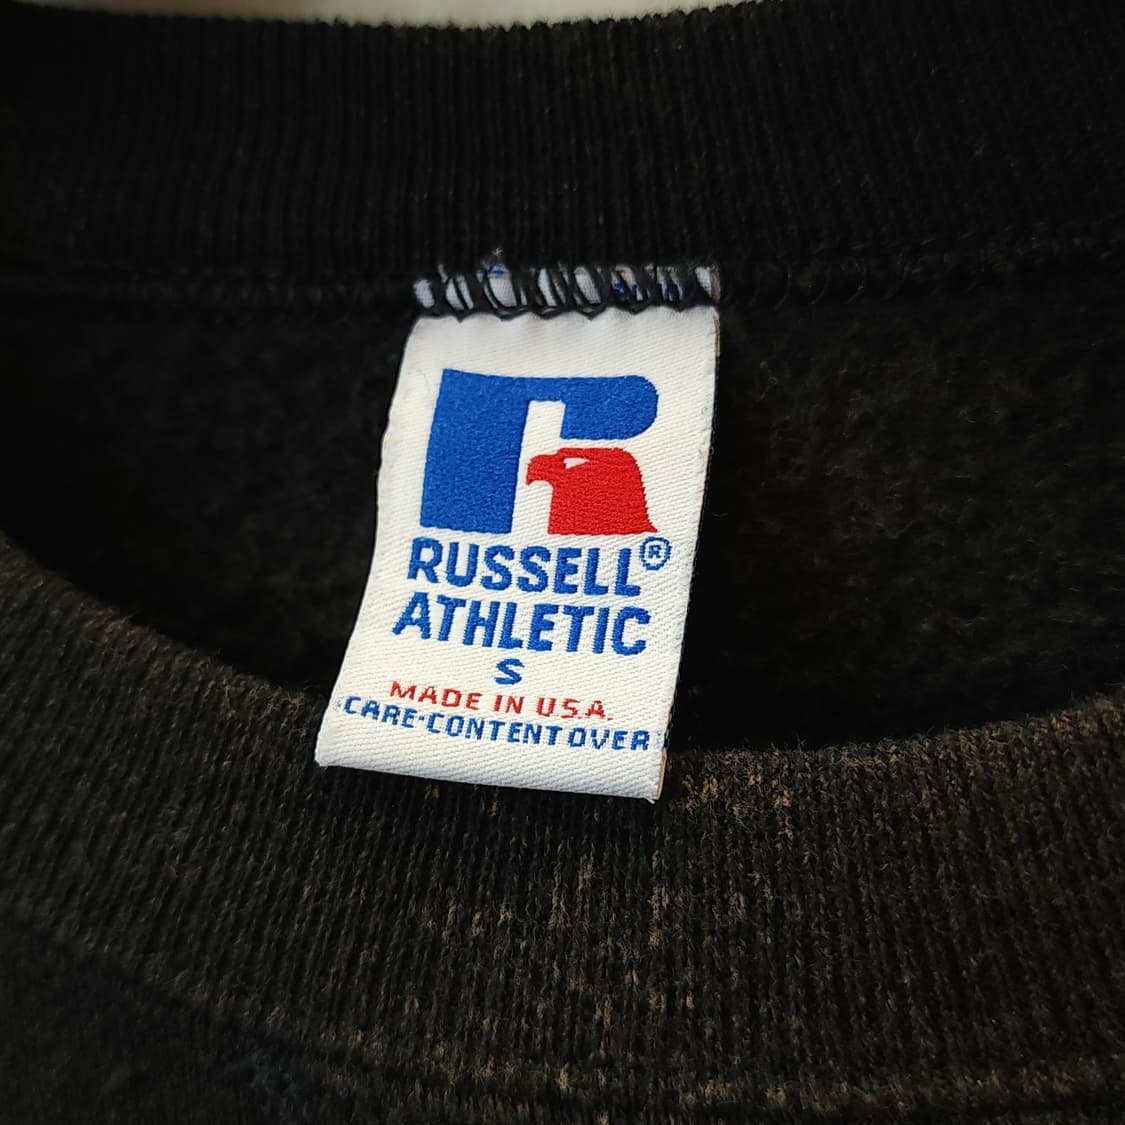 RUSSELL®
ATHLETIC
S
MADE IN U.S.A.
CARE-CONTENT OVER